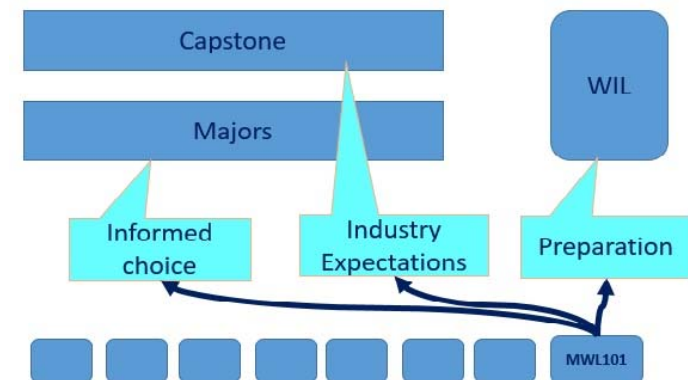 Capstone
WIL
Majors
Informed
choice
Industry
Expectations
Preparation
MWL101